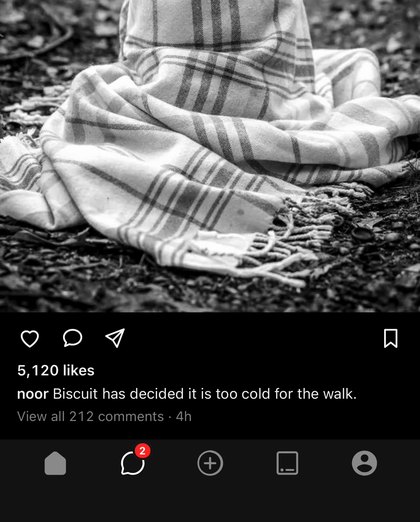 5,120 likes
noor Biscuit has decided it is too cold for the walk.
View all 212 comments · 4h
2